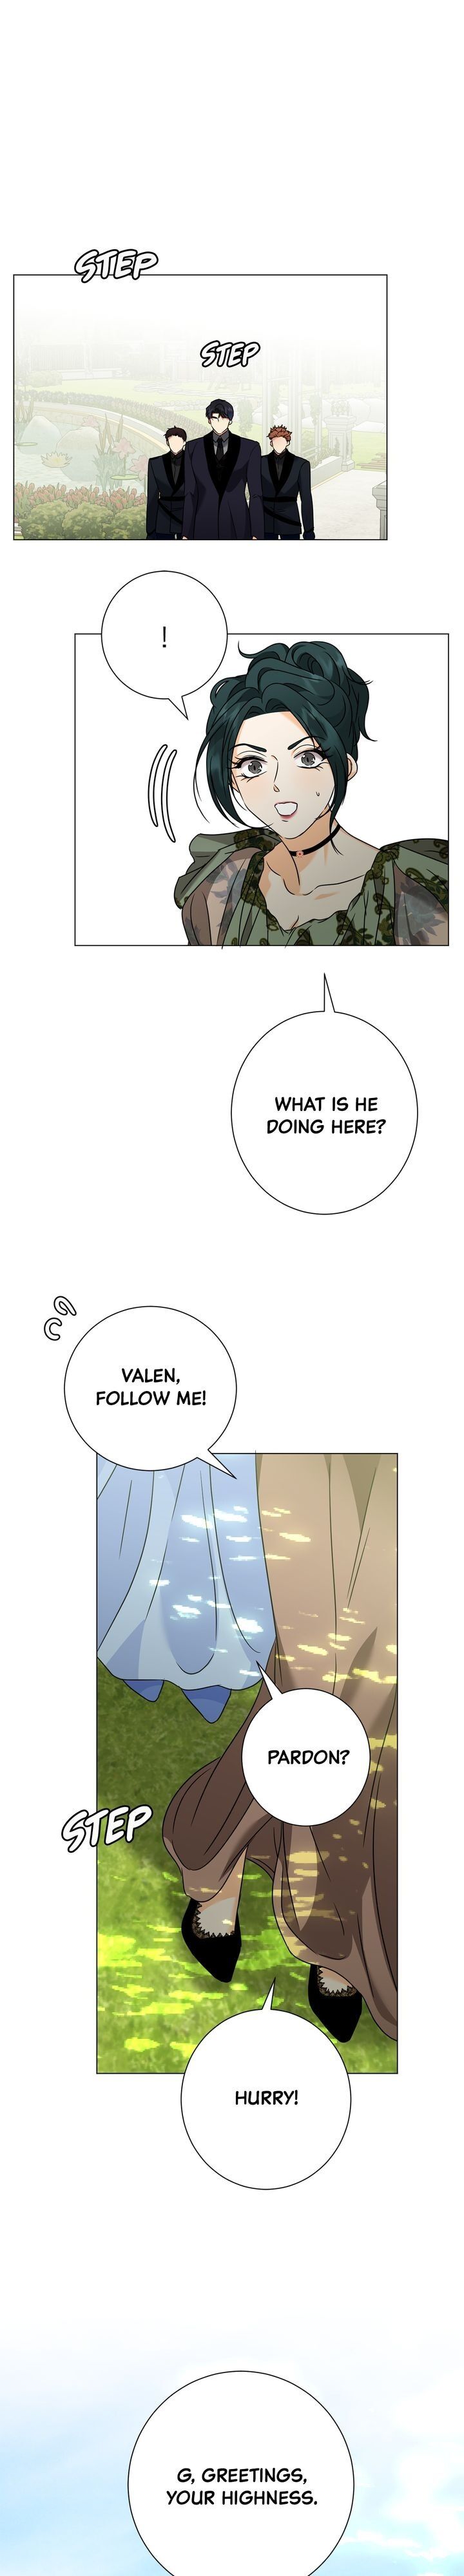 STEP
STEP
!
WHAT IS HE
DOING HERE?
VALEN,
FOLLOW ME!
PARDON?
STEP
HURRY!
G, GREETINGS,
YOUR HIGHNESS.